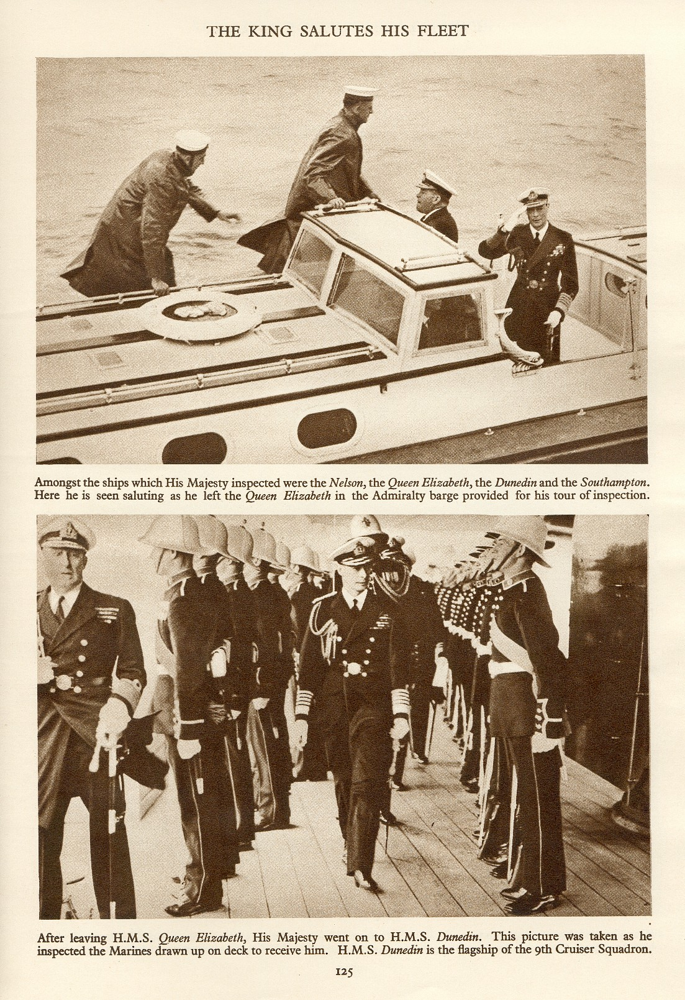 THE KING SALUTES HIS FLEET
Amongst the ships which His Majesty inspected were the Nelson, the Queen Elizabeth, the Dunedin and the Southampton.
Here he is seen saluting as he left the Queen Elizabeth in the Admiralty barge provided for his tour of inspection.
After leaving H.M.S. Queen Elizabeth, His Majesty went on to H.M.S. Dunedin. This picture was taken as he
inspected the Marines drawn up on deck to receive him. H.M.S. Dunedin is the flagship of the 9th Cruiser Squadron.
125